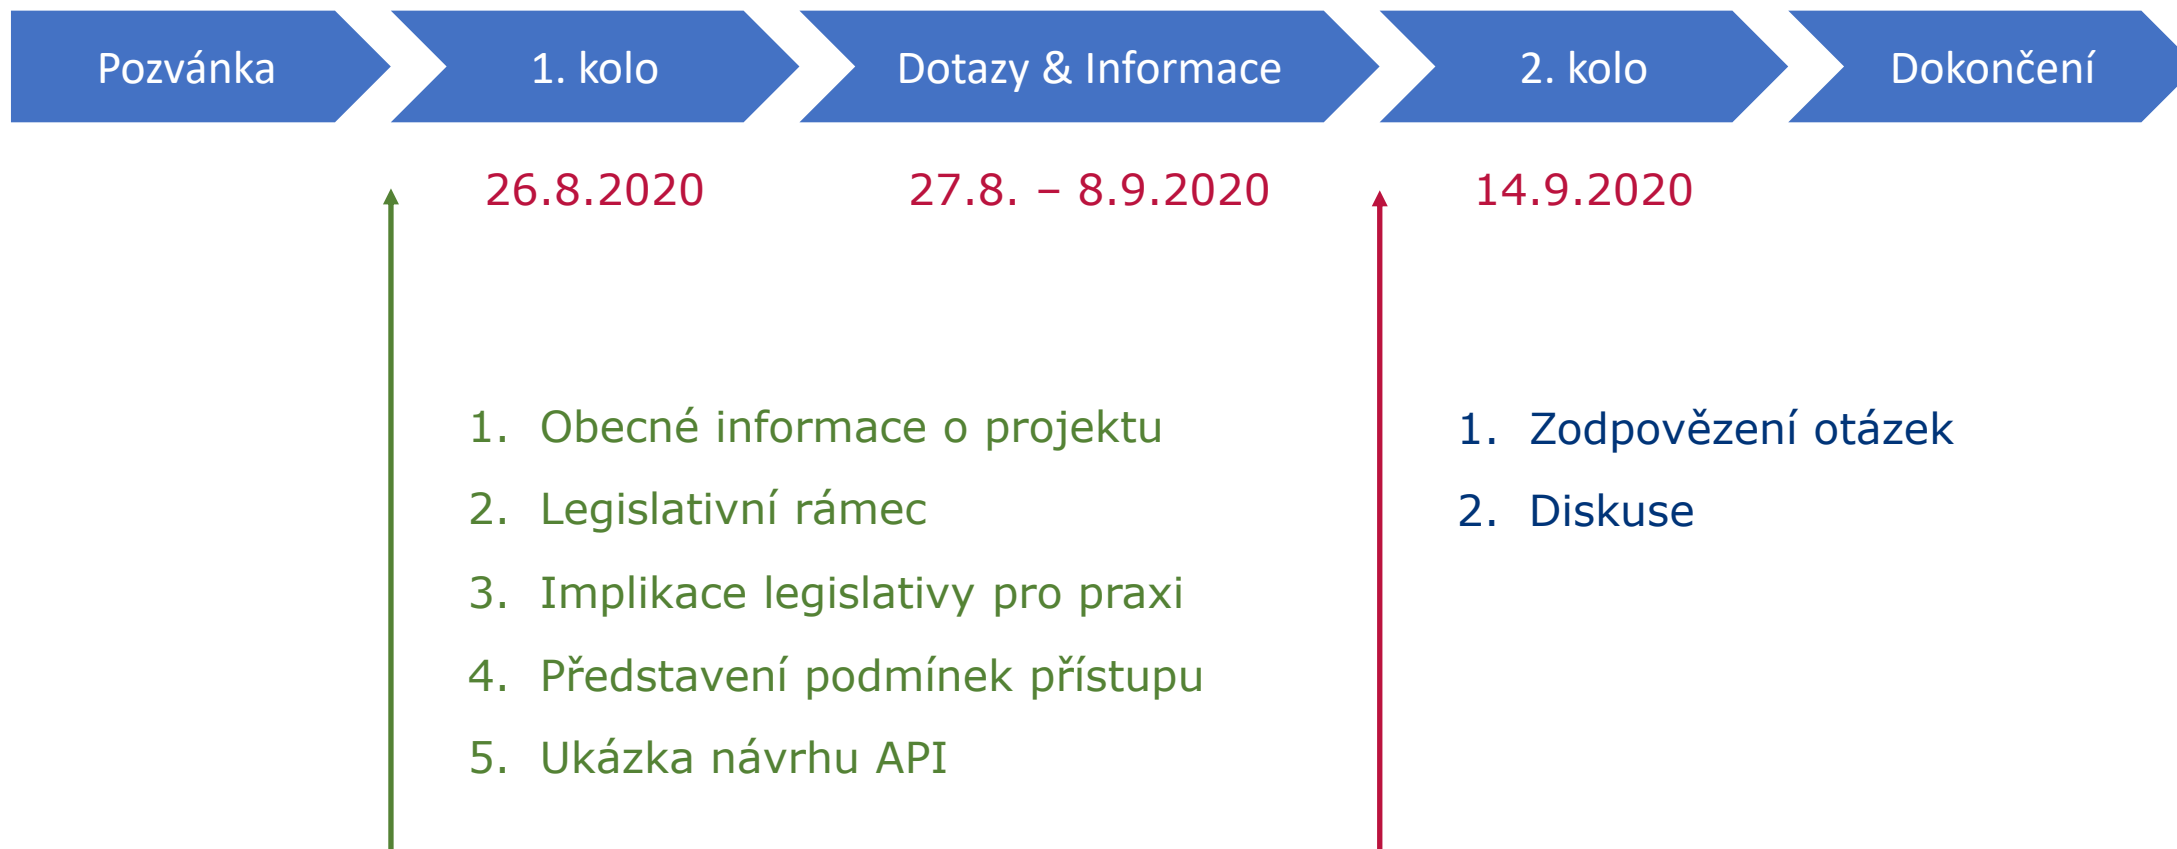 Pozvánka
1. kolo
Dotazy & Informace
2. kolo
Dokončení
26.8.2020
27.8. – 8.9.2020
14.9.2020
1. Obecné informace o projektu
2. Legislativní rámec
3. Implikace legislativy pro praxi
4. Představení podmínek přístupu
5. Ukázka návrhu API
1. Zodpovězení otázek
2. Diskuse